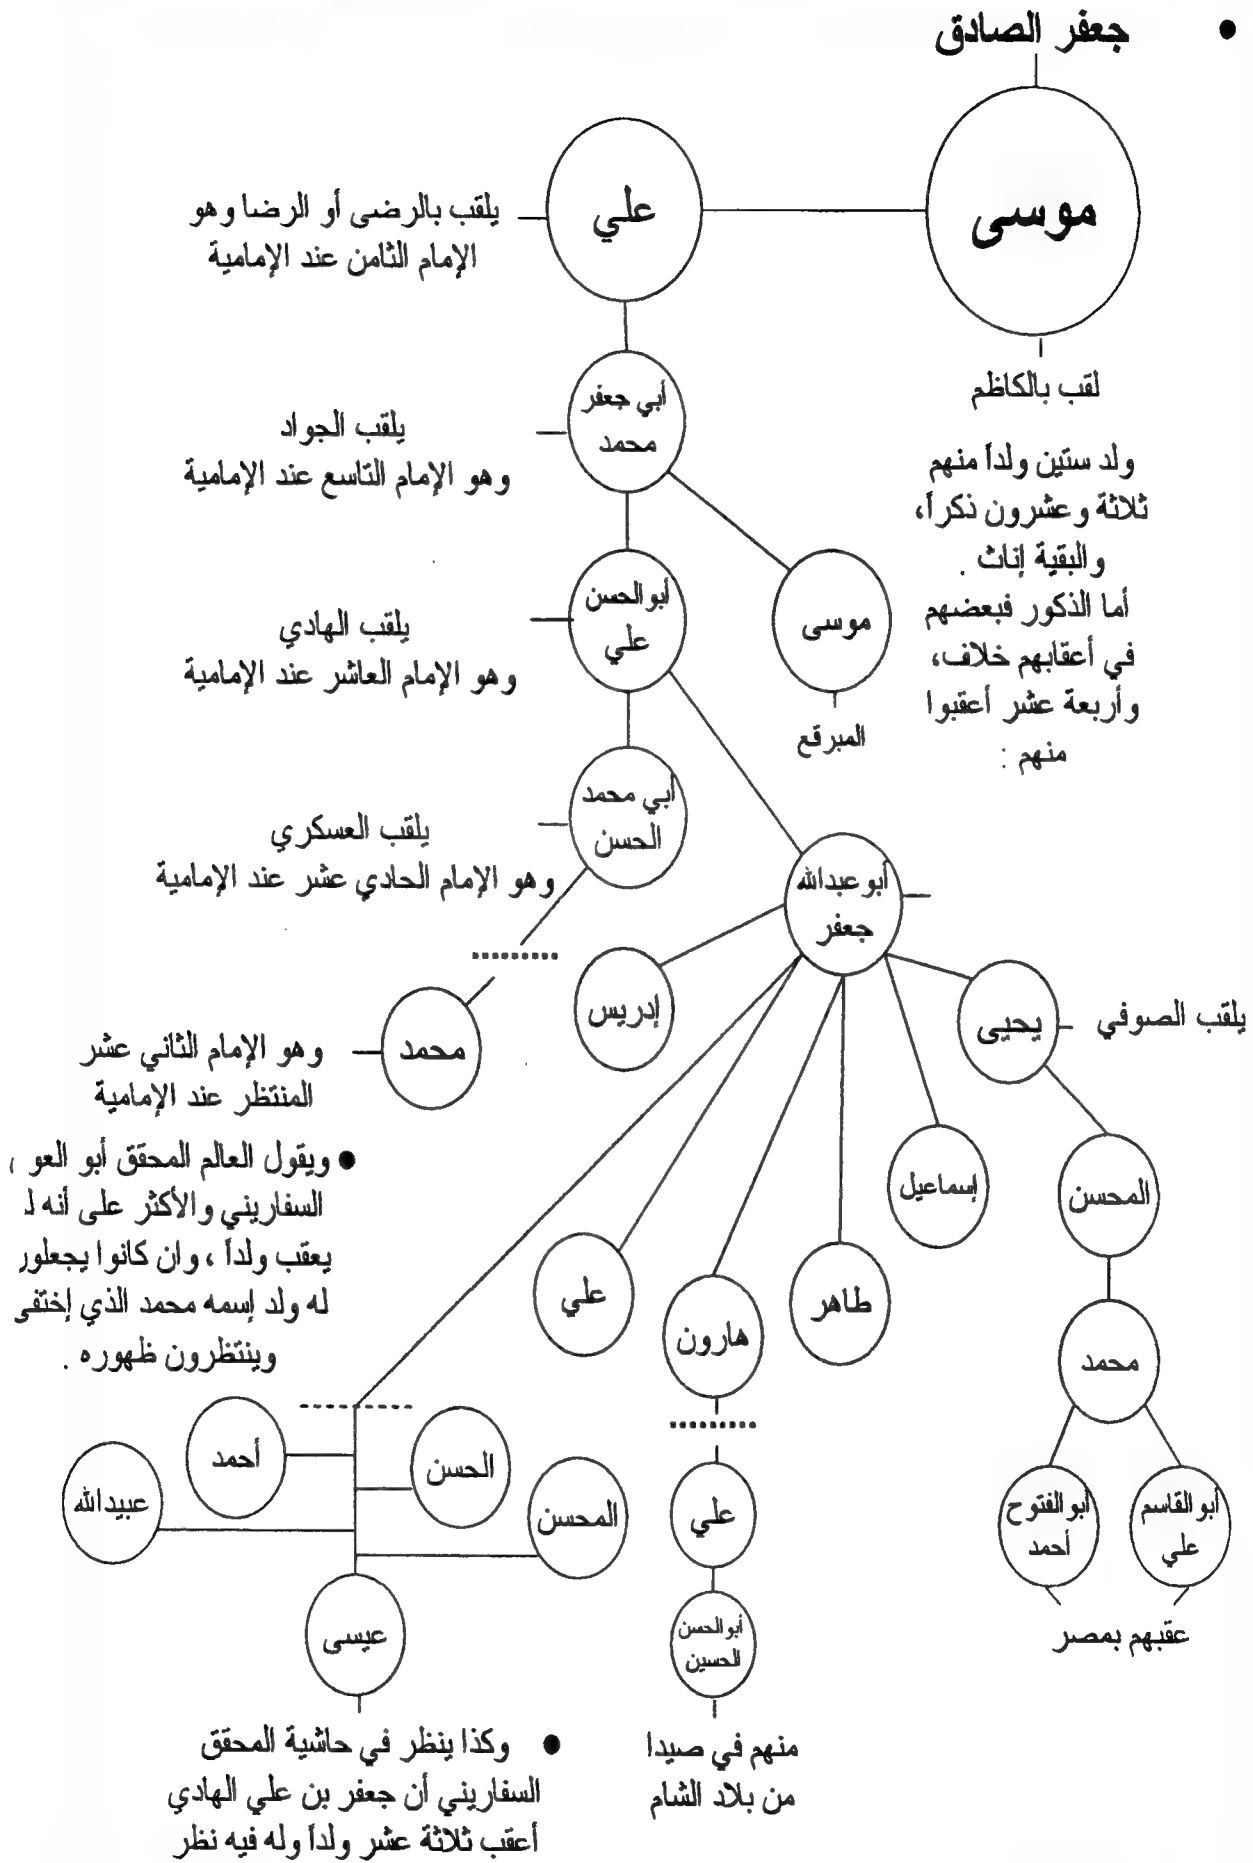 • جعفر الصادق
موسى
علي
يلقب بالرضى أو الرضا وهو
الإمام الثامن عند الإمامية
لقب بالكاظم
ولد ستين ولداً منهم
ثلاثة وعشرون ذكراً،
والبقية إناث .
أما الذكور فبعضهم
في أعقابهم خلاف،
وأربعة عشر أعقبوا
منهم :
أبي جعفر
محمد
يلقب الجواد
وهو الإمام التاسع عند الإمامية
موسى
المبرقع
أبو الحسن
علي
يلقب الهادي
وهو الإمام العاشر عند الإمامية
أبي محمد
الحسن
يلقب العسكري
وهو الإمام الحادي عشر عند الإمامية
أبو عبدالله
جعفر
محمد
وهو الإمام الثاني عشر
المنتظر عند الإمامية
• ويقول العالم المحقق أبو العو
السفاريني والأكثر على أنه لـ
يعقب ولداً ، وان كانوا يجعلور
له ولد إسمه محمد الذي إختفى
وينتظرون ظهوره .
يلقب الصوفي
يحيى
إدريس
المحسن
إسماعيل
طاهر
هارون
علي
محمد
أبو القاسم
علي
أبو الفتوح
أحمد
عقبهم بمصر
علي
أبو الحسن
الحسين
منهم في صيدا
من بلاد الشام
الحسن
أحمد
المحسن
عبيدالله
عيسى
• وكذا ينظر في حاشية المحقق
السفاريني أن جعفر بن علي الهادي
أعقب ثلاثة عشر ولداً وله فيه نظر